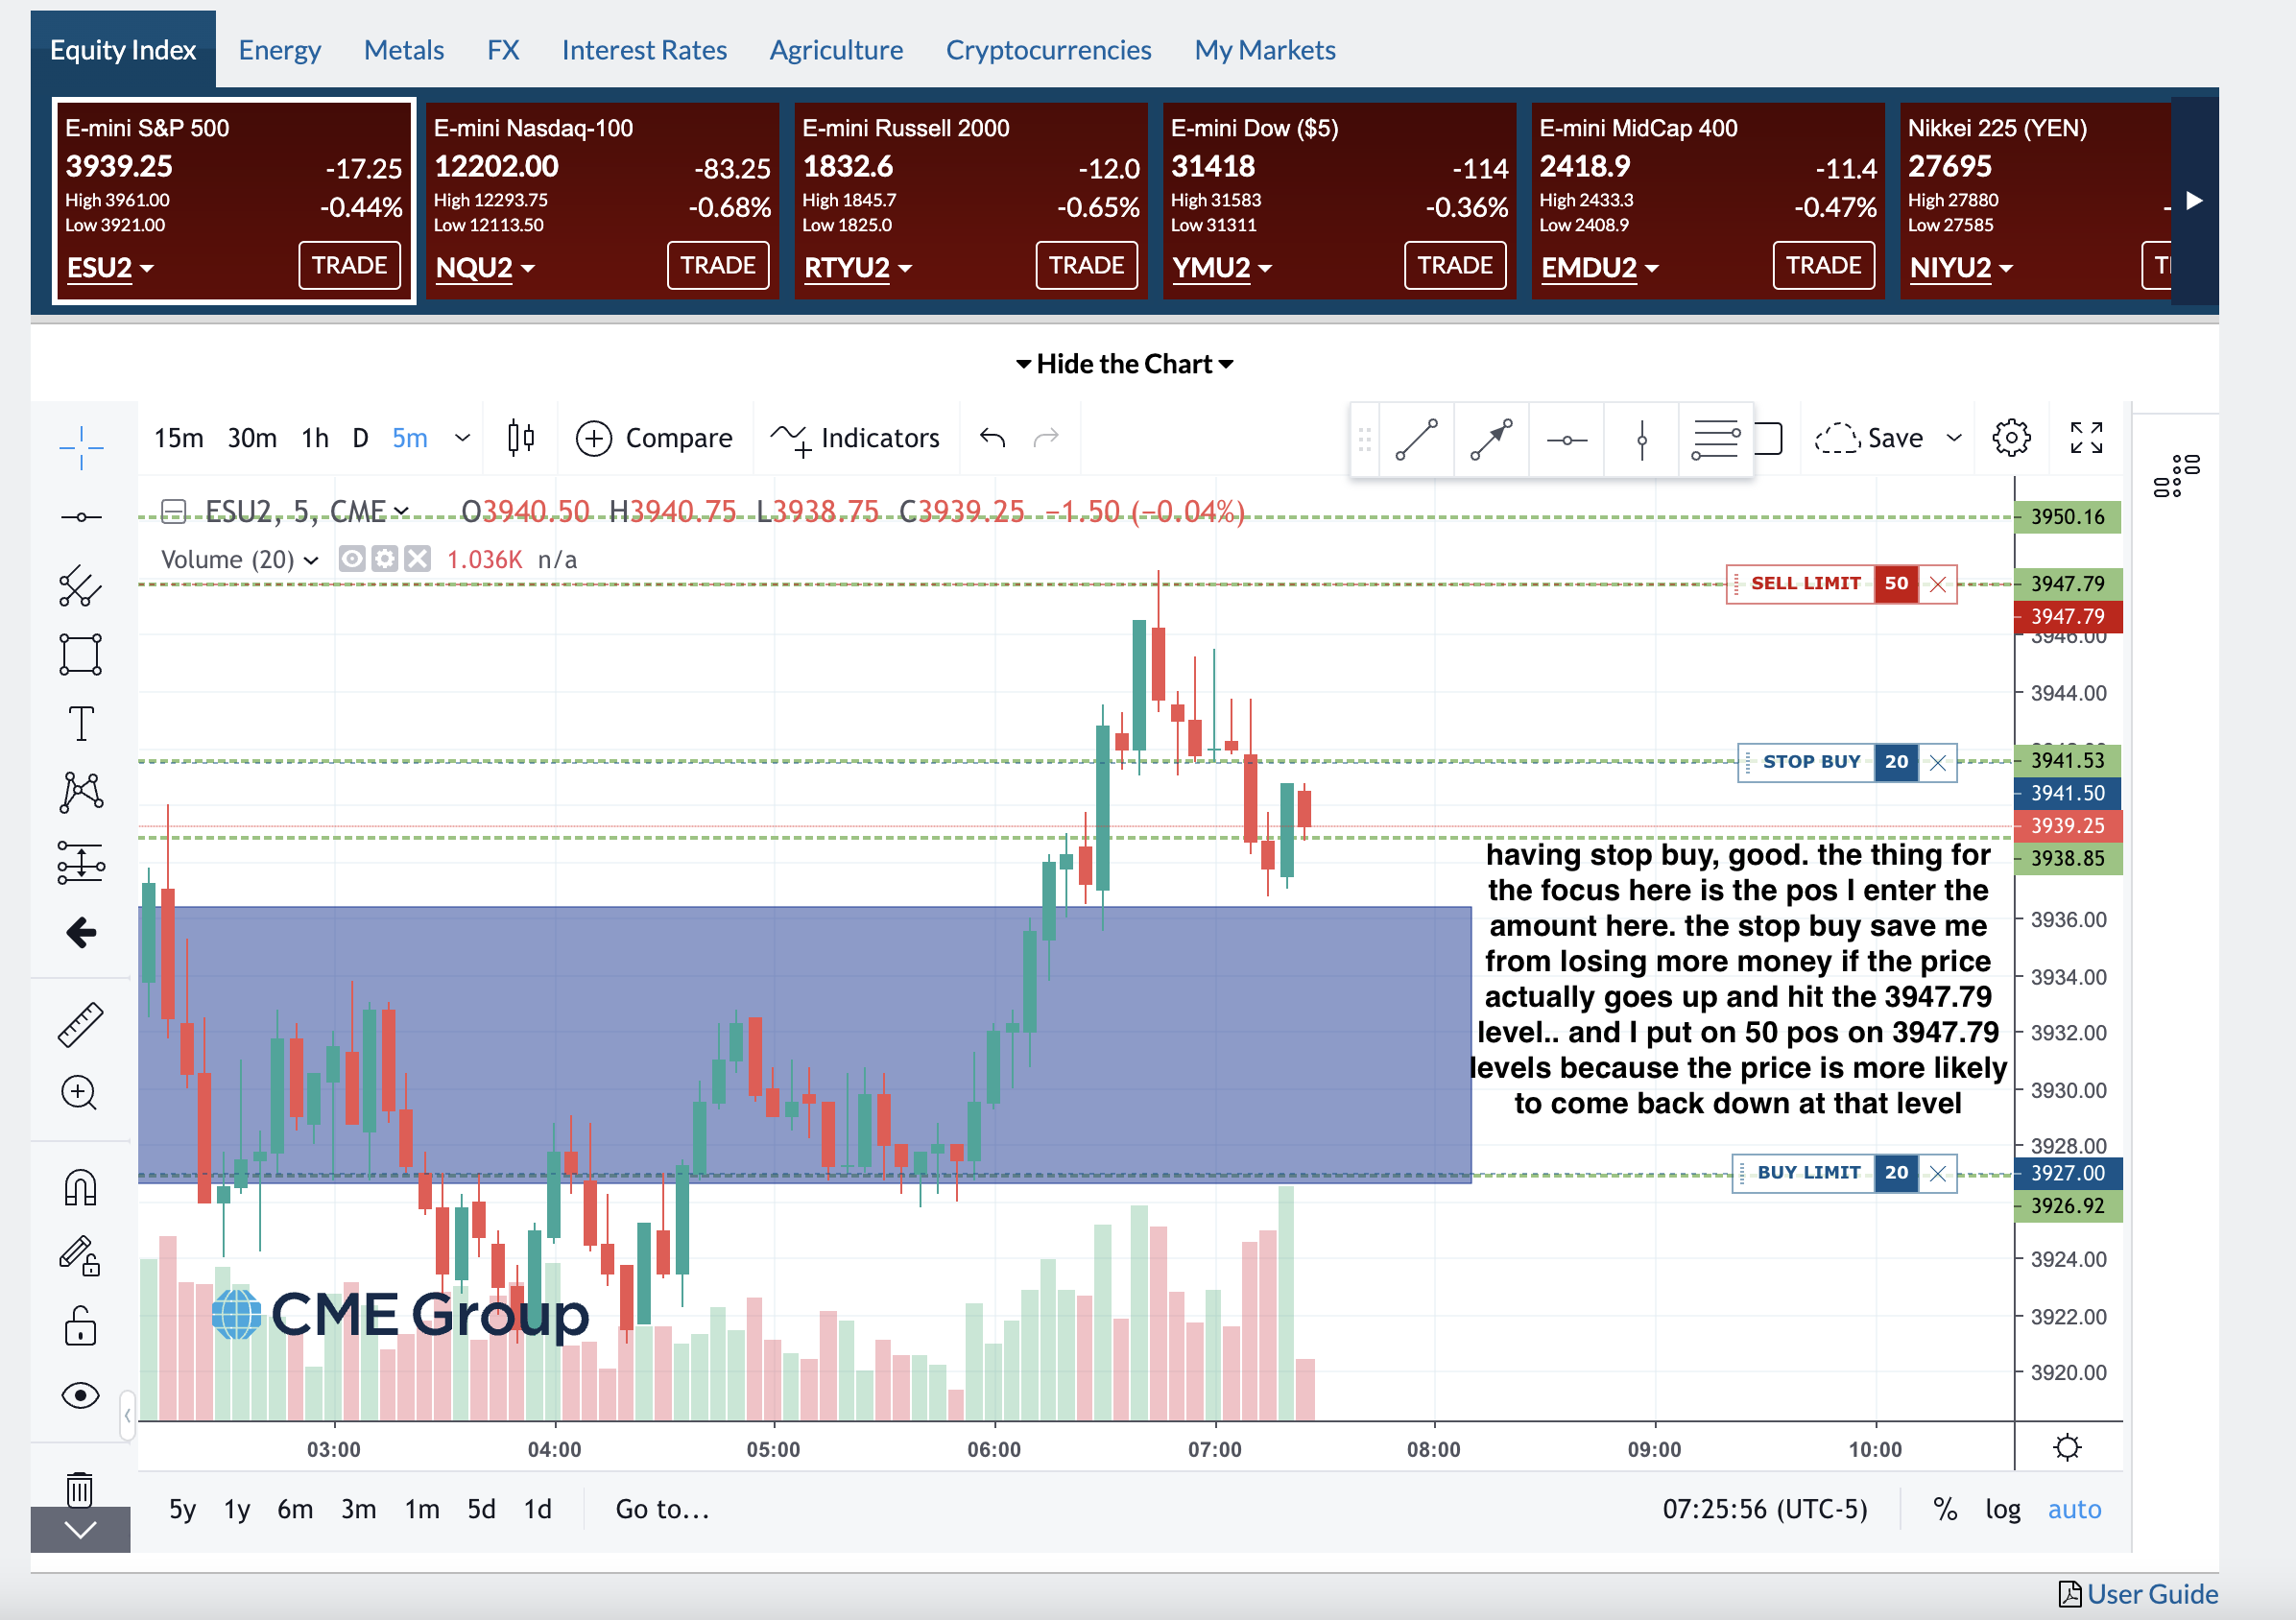 Equity Index Energy Metals FX Interest Rates Agriculture Cryptocurrencies My Markets
E-mini S&P 500
3939.25 -17.25
High 3961.00 -0.44%
Low 3921.00
ESU2 TRADE
E-mini Nasdaq-100
12202.00 -83.25
High 12293.75 -0.68%
Low 12113.50
NQU2 TRADE
E-mini Russell 2000
1832.6 -12.0
High 1845.7 -0.65%
Low 1825.0
RTYU2 TRADE
E-mini Dow ($5)
31418 -114
High 31583 -0.36%
Low 31311
YMU2 TRADE
E-mini MidCap 400
2418.9 -11.4
High 2433.3 -0.47%
Low 2408.9
EMDU2 TRADE
Nikkei 225 (YEN)
27695
High 27880 -
Low 27585
NIYU2
Hide the Chart
15m 30m 1h D 5m Compare Indicators Save
ESU2, 5, CME O3940.50 H3940.75 L3938.75 C3939.25 −1.50 (−0.04%)
Volume (20) 1.036K n/a
3950.16
SELL LIMIT 50 3947.79
3947.79
3946.00
3944.00
STOP BUY 20 3941.53
3941.50
3939.25
3938.85
having stop buy, good. the thing for
the focus here is the pos I enter the
amount here. the stop buy save me
from losing more money if the price
actually goes up and hit the 3947.79
level.. and I put on 50 pos on 3947.79
levels because the price is more likely
to come back down at that level
3936.00
3934.00
3932.00
3930.00
3928.00
BUY LIMIT 20 3927.00
3926.92
3924.00
3922.00
3920.00
CME Group
03:00 04:00 05:00 06:00 07:00 08:00 09:00 10:00
5y 1y 6m 3m 1m 5d 1d Go to... 07:25:56 (UTC-5) % log auto
User Guide